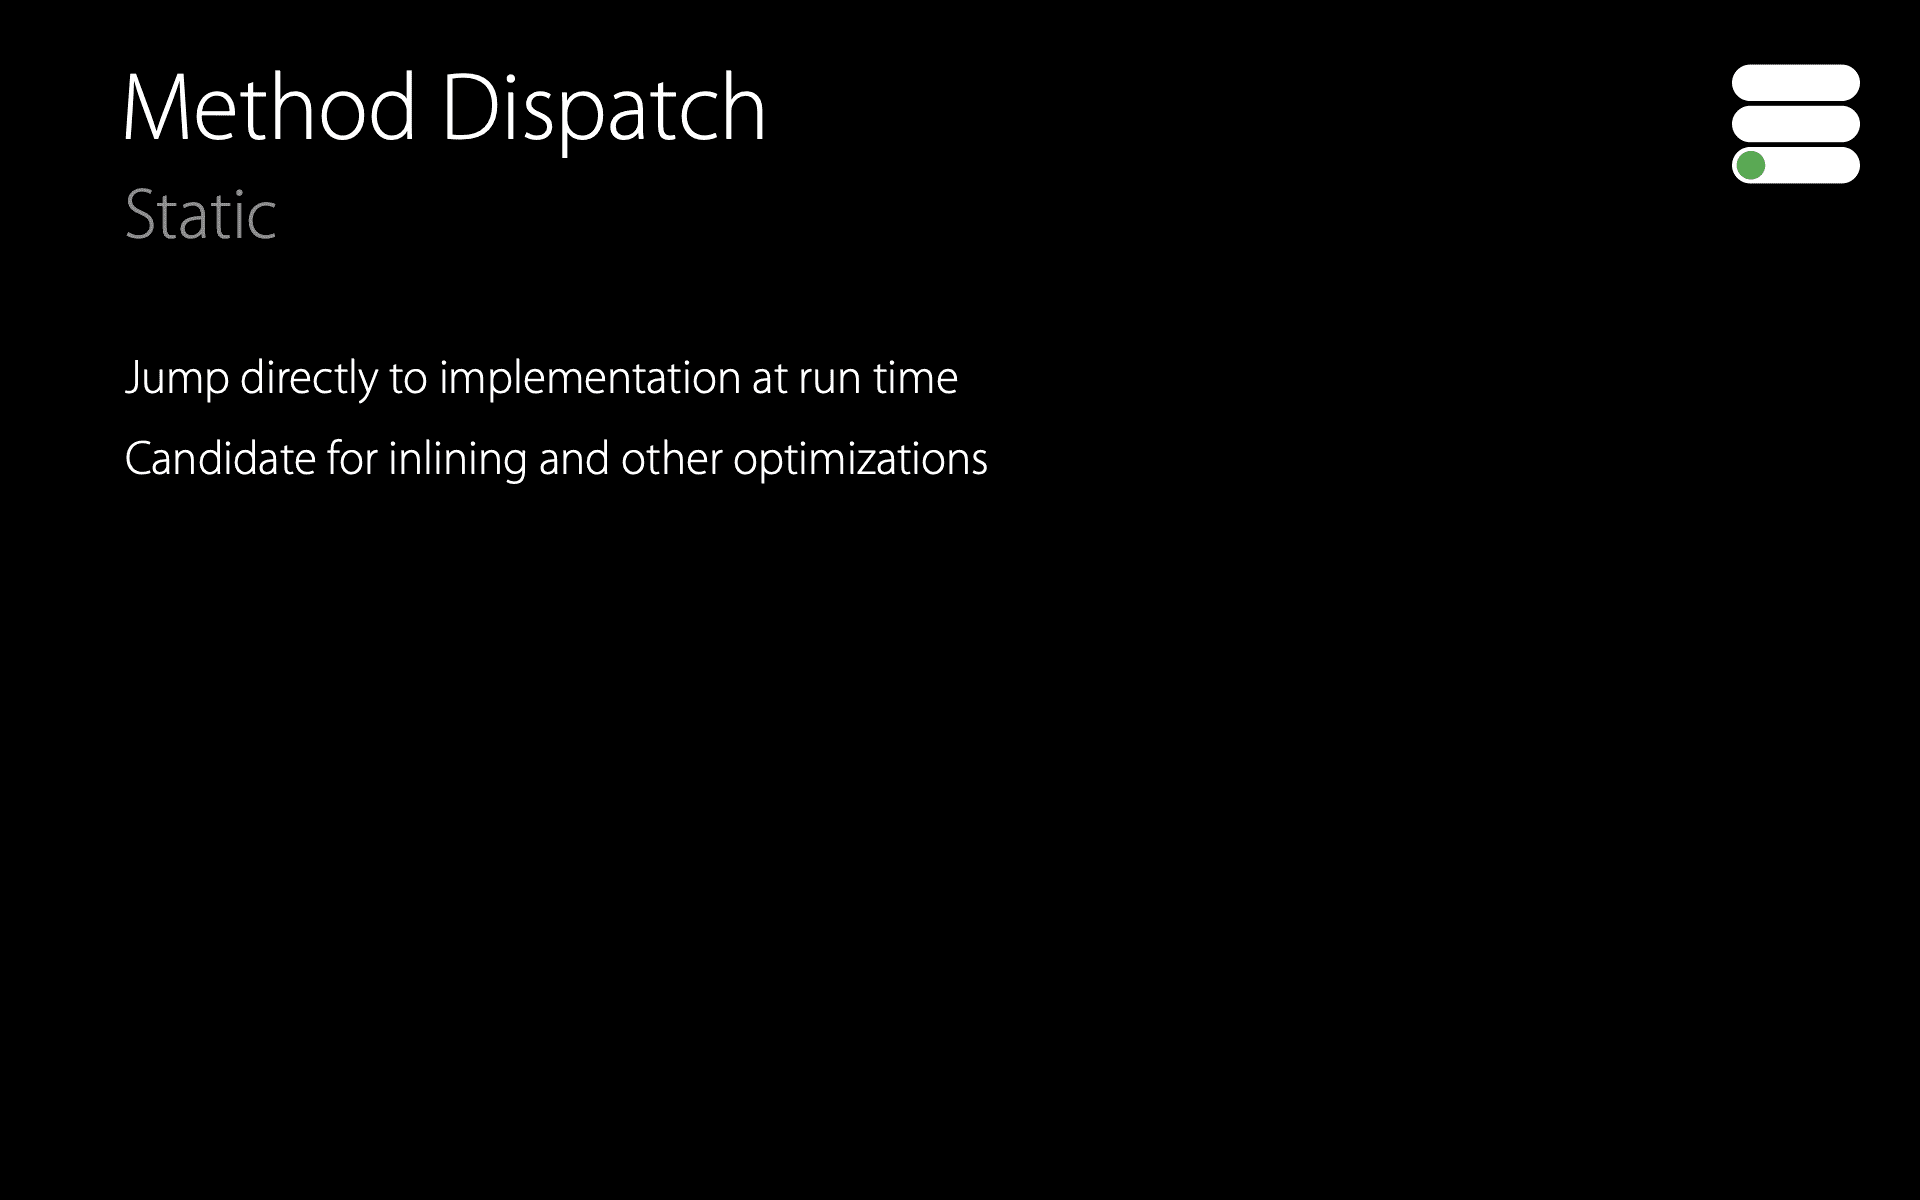 Method Dispatch
Static
Jump directly to implementation at run time
Candidate for inlining and other optimizations